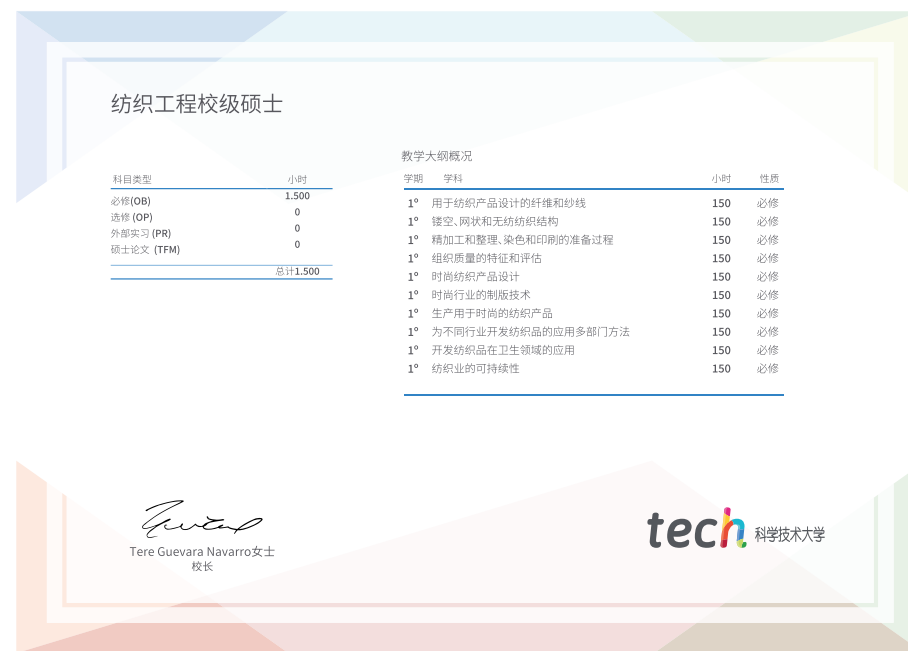 纺织工程校级硕士
科目类型 小时
必修(OB) 1.500
选修 (OP) 0
外部实习 (PR) 0
硕士论文 (TFM) 0
总计1.500
教学大纲概况
学期 学科 小时 性质
1º 用于纺织产品设计的纤维和纱线 150 必修
1º 镂空、网状和无纺纺织结构 150 必修
1º 精加工和整理、染色和印刷的准备过程 150 必修
1º 组织质量的特征和评估 150 必修
1º 时尚纺织产品设计 150 必修
1º 时尚行业的制版技术 150 必修
1º 生产用于时尚的纺织产品 150 必修
1º 为不同行业开发纺织品的应用多部门方法 150 必修
1º 开发纺织品在卫生领域的应用 150 必修
1º 纺织业的可持续性 150 必修
Tere Guevara Navarro女士
校长
tech 科学技术大学